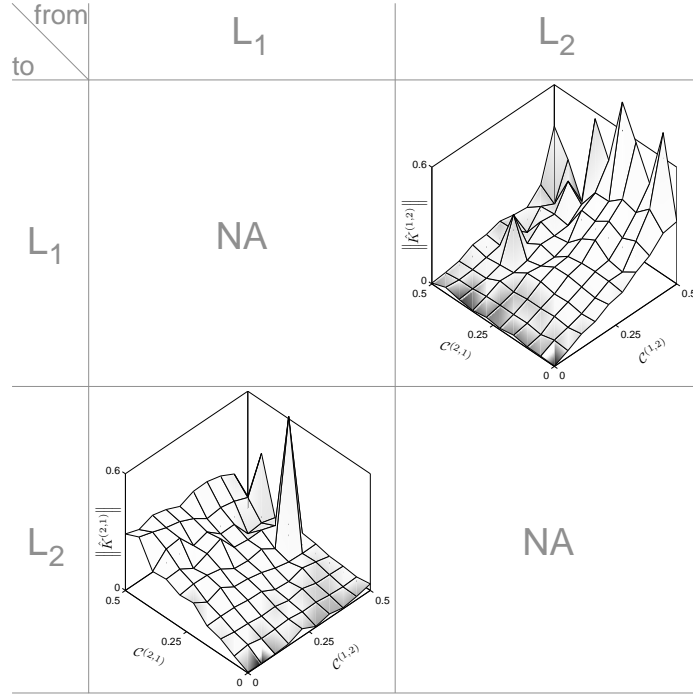 from
to
L₁
L₂
L₁
NA
0.6
‖K̂^(1,2)‖
0
0.5
0.25
C^(2,1)
0 0
0.25
C^(1,2)
0.5
L₂
0.6
‖K̂^(2,1)‖
0
0.5
0.25
C^(2,1)
0 0
0.25
C^(1,2)
0.5
NA